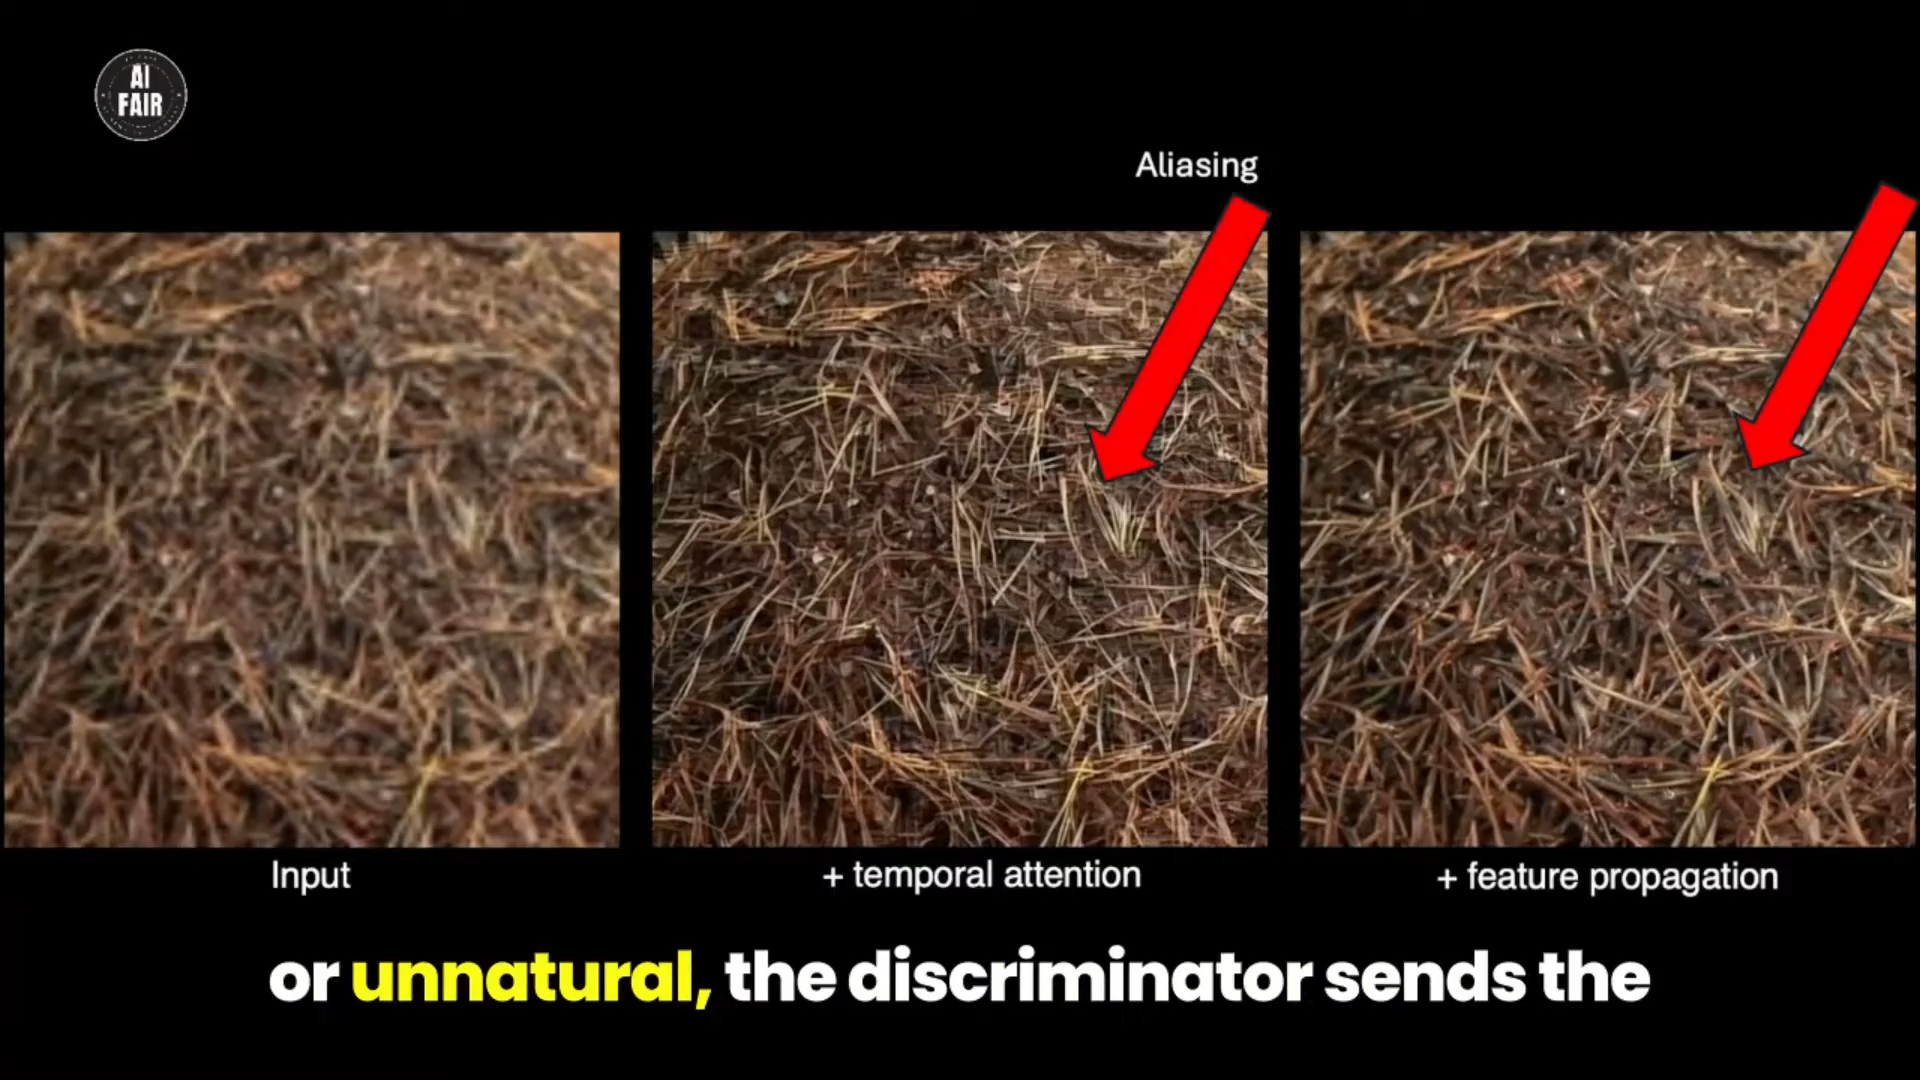 AI
FAIR
Aliasing
Input
+ temporal attention
+ feature propagation
or unnatural, the discriminator sends the